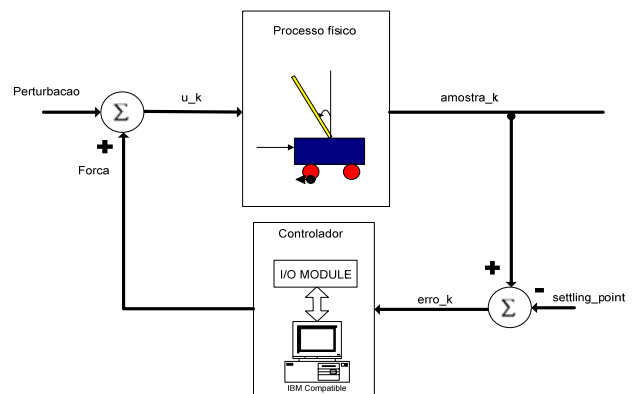 Processo físico
Perturbacao
Σ
u_k
amostra_k
+
Forca
Controlador
I/O MODULE
+
-
erro_k
Σ
settling_point
IBM Compatible